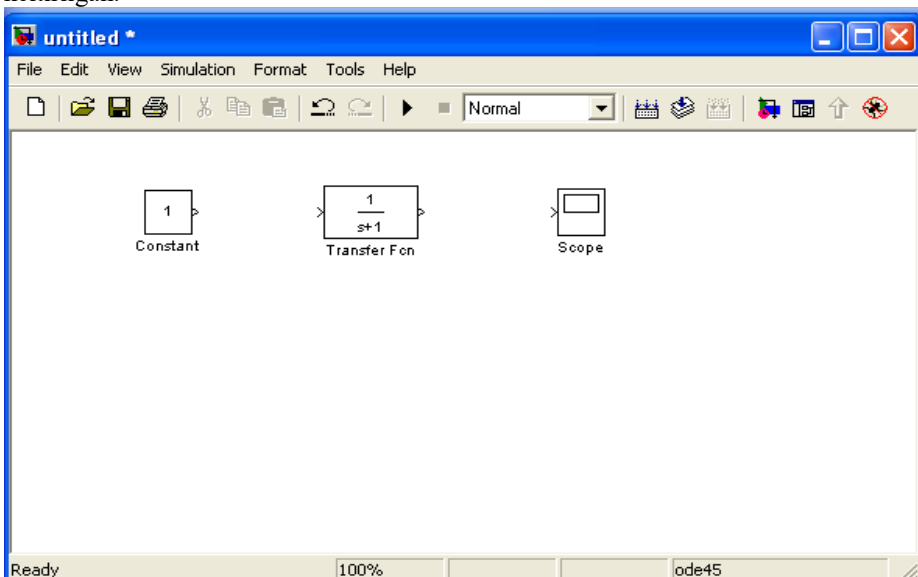 untitled *
File Edit View Simulation Format Tools Help
Normal
1
1
s+1
Constant
Transfer Fcn
Scope
Ready 100% ode45